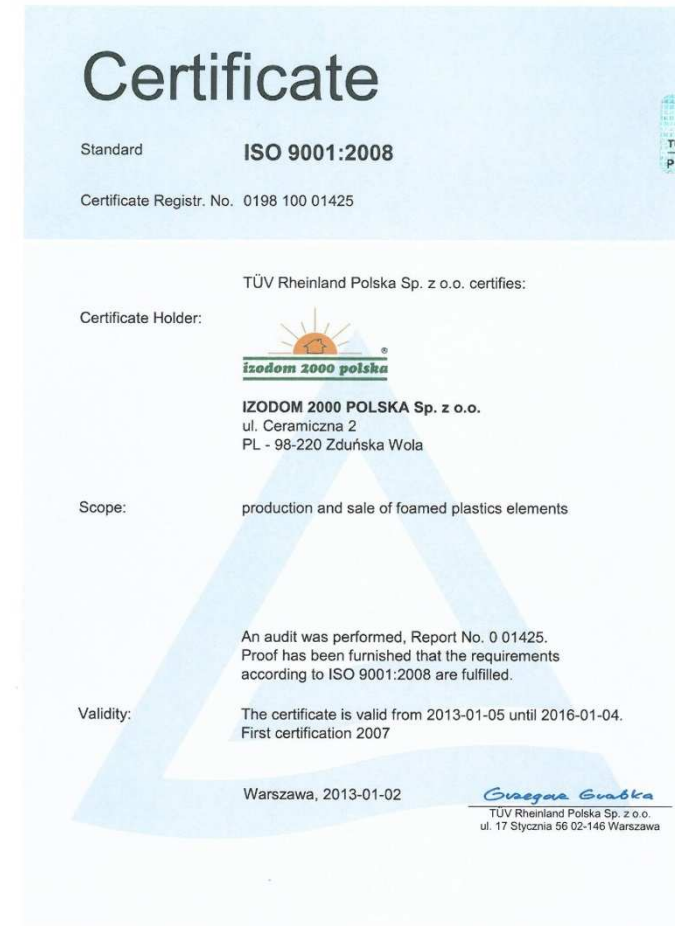 Certificate
Standard ISO 9001:2008
Certificate Registr. No. 0198 100 01425
TÜV Rheinland Polska Sp. z o.o. certifies:
Certificate Holder:
®
izodom 2000 polska
IZODOM 2000 POLSKA Sp. z o.o.
ul. Ceramiczna 2
PL - 98-220 Zduńska Wola
Scope: production and sale of foamed plastics elements
An audit was performed, Report No. 0 01425.
Proof has been furnished that the requirements
according to ISO 9001:2008 are fulfilled.
Validity: The certificate is valid from 2013-01-05 until 2016-01-04.
First certification 2007
Warszawa, 2013-01-02
TÜV Rheinland Polska Sp. z o.o.
ul. 17 Stycznia 56 02-146 Warszawa